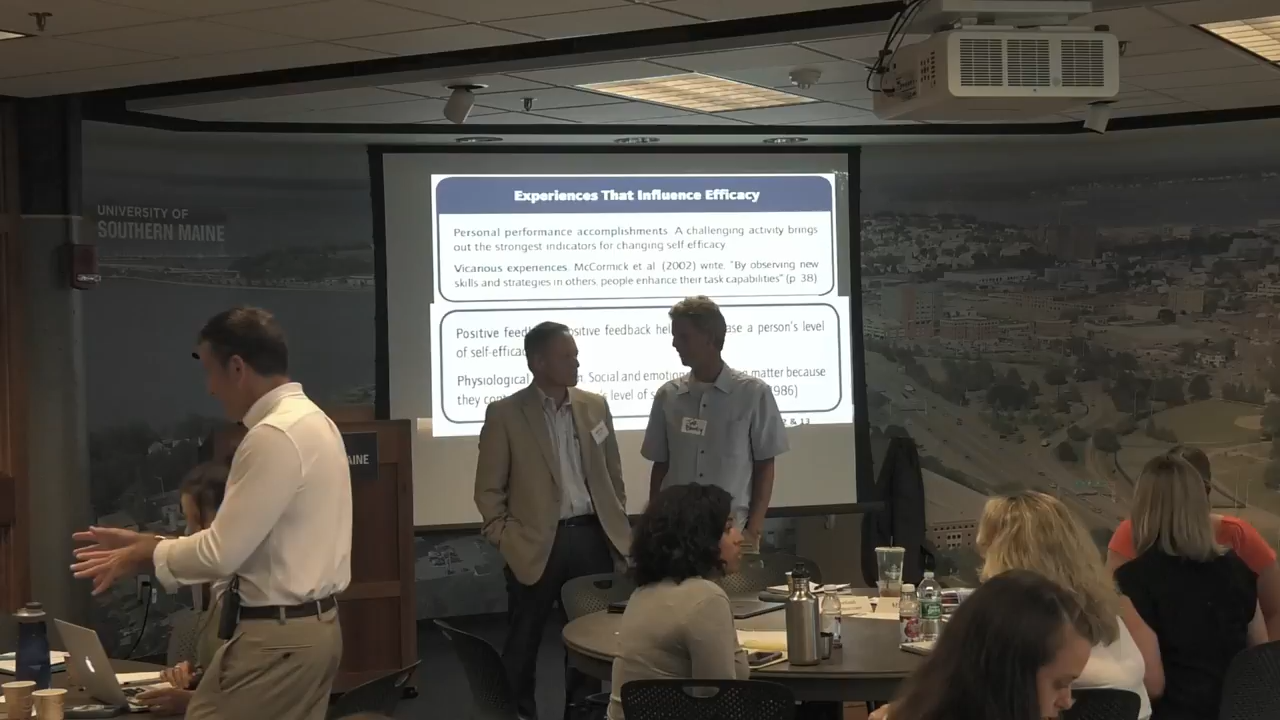 UNIVERSITY OF
SOUTHERN MAINE
Experiences That Influence Efficacy
Personal performance accomplishments. A challenging activity brings
out the strongest indicators for changing self efficacy
Vicarious experiences. McCormick et al (2002) write. "By observing new
skills and strategies in others, people enhance their task capabilities" (p 38)
Positive feed ositive feedback hel ase a person's level
of self-effica
Physiological Social and emotion matter because
they con 's level of s 986)
& 13
AINE